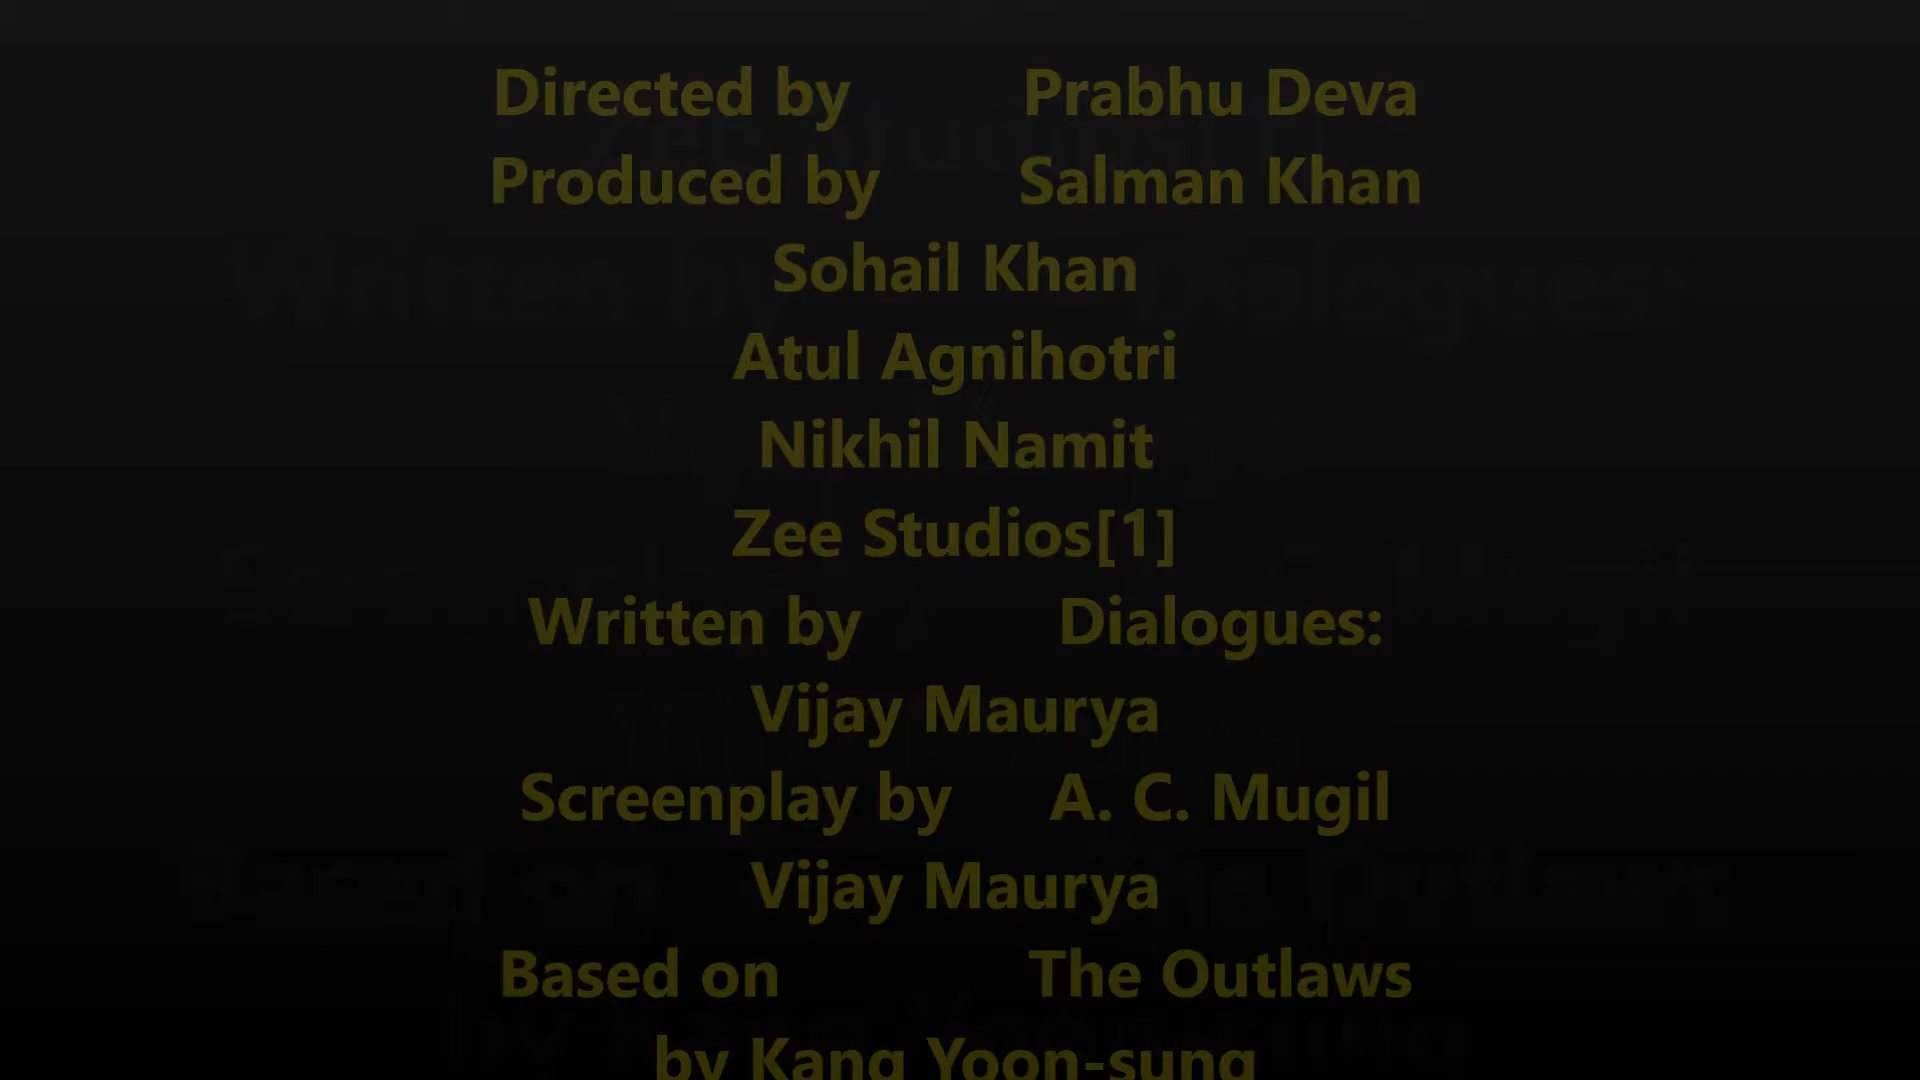 Directed by Prabhu Deva
Produced by Salman Khan
Sohail Khan
Atul Agnihotri
Nikhil Namit
Zee Studios[1]
Written by Dialogues:
Vijay Maurya
Screenplay by A. C. Mugil
Vijay Maurya
Based on The Outlaws
by Kang Yoon-sung